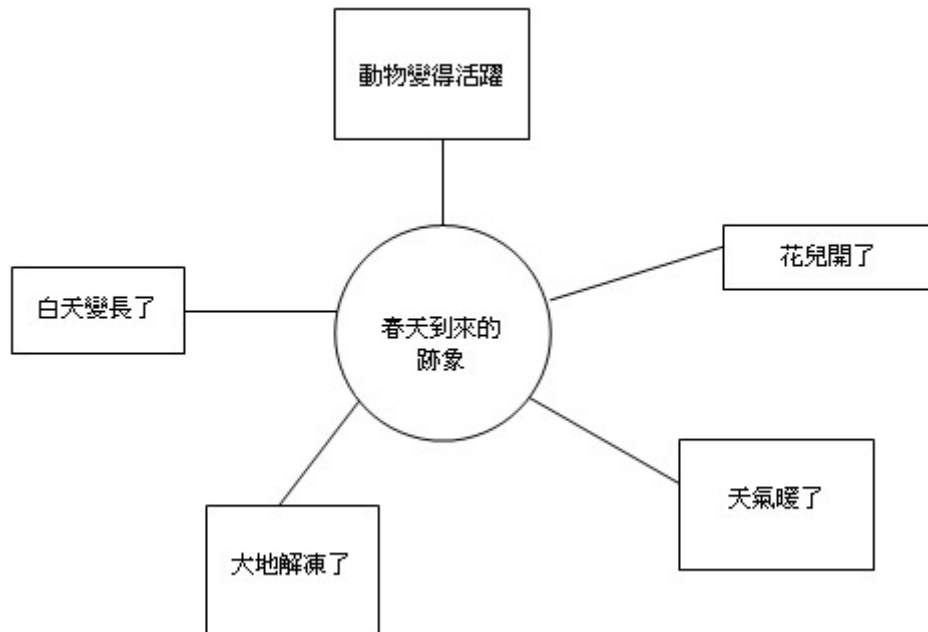 動物變得活躍
花兒開了
白天變長了
春天到來的
跡象
天氣暖了
大地解凍了